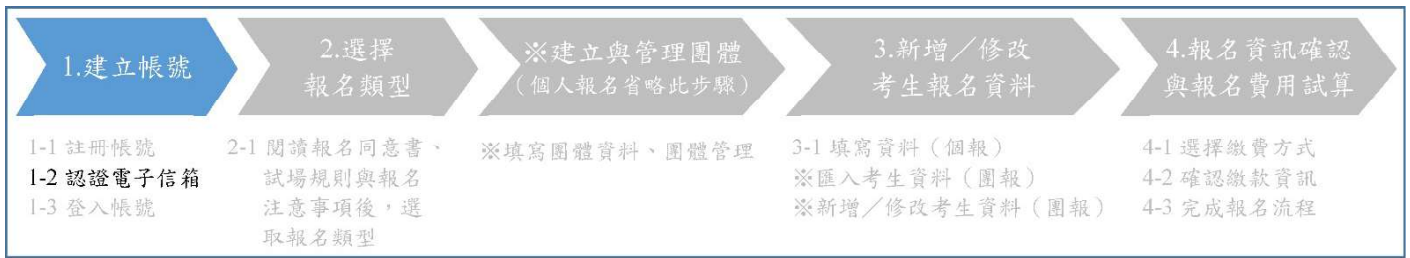 1.建立帳號
2.選擇
報名類型
※建立與管理團體
（個人報名省略此步驟）
3.新增／修改
考生報名資料
4.報名資訊確認
與報名費用試算
1-1 註冊帳號
1-2 認證電子信箱
1-3 登入帳號
2-1 閱讀報名同意書、
試場規則與報名
注意事項後，選
取報名類型
※填寫團體資料、團體管理
3-1 填寫資料（個報）
※匯入考生資料（團報）
※新增／修改考生資料（團報）
4-1 選擇繳費方式
4-2 確認繳款資訊
4-3 完成報名流程